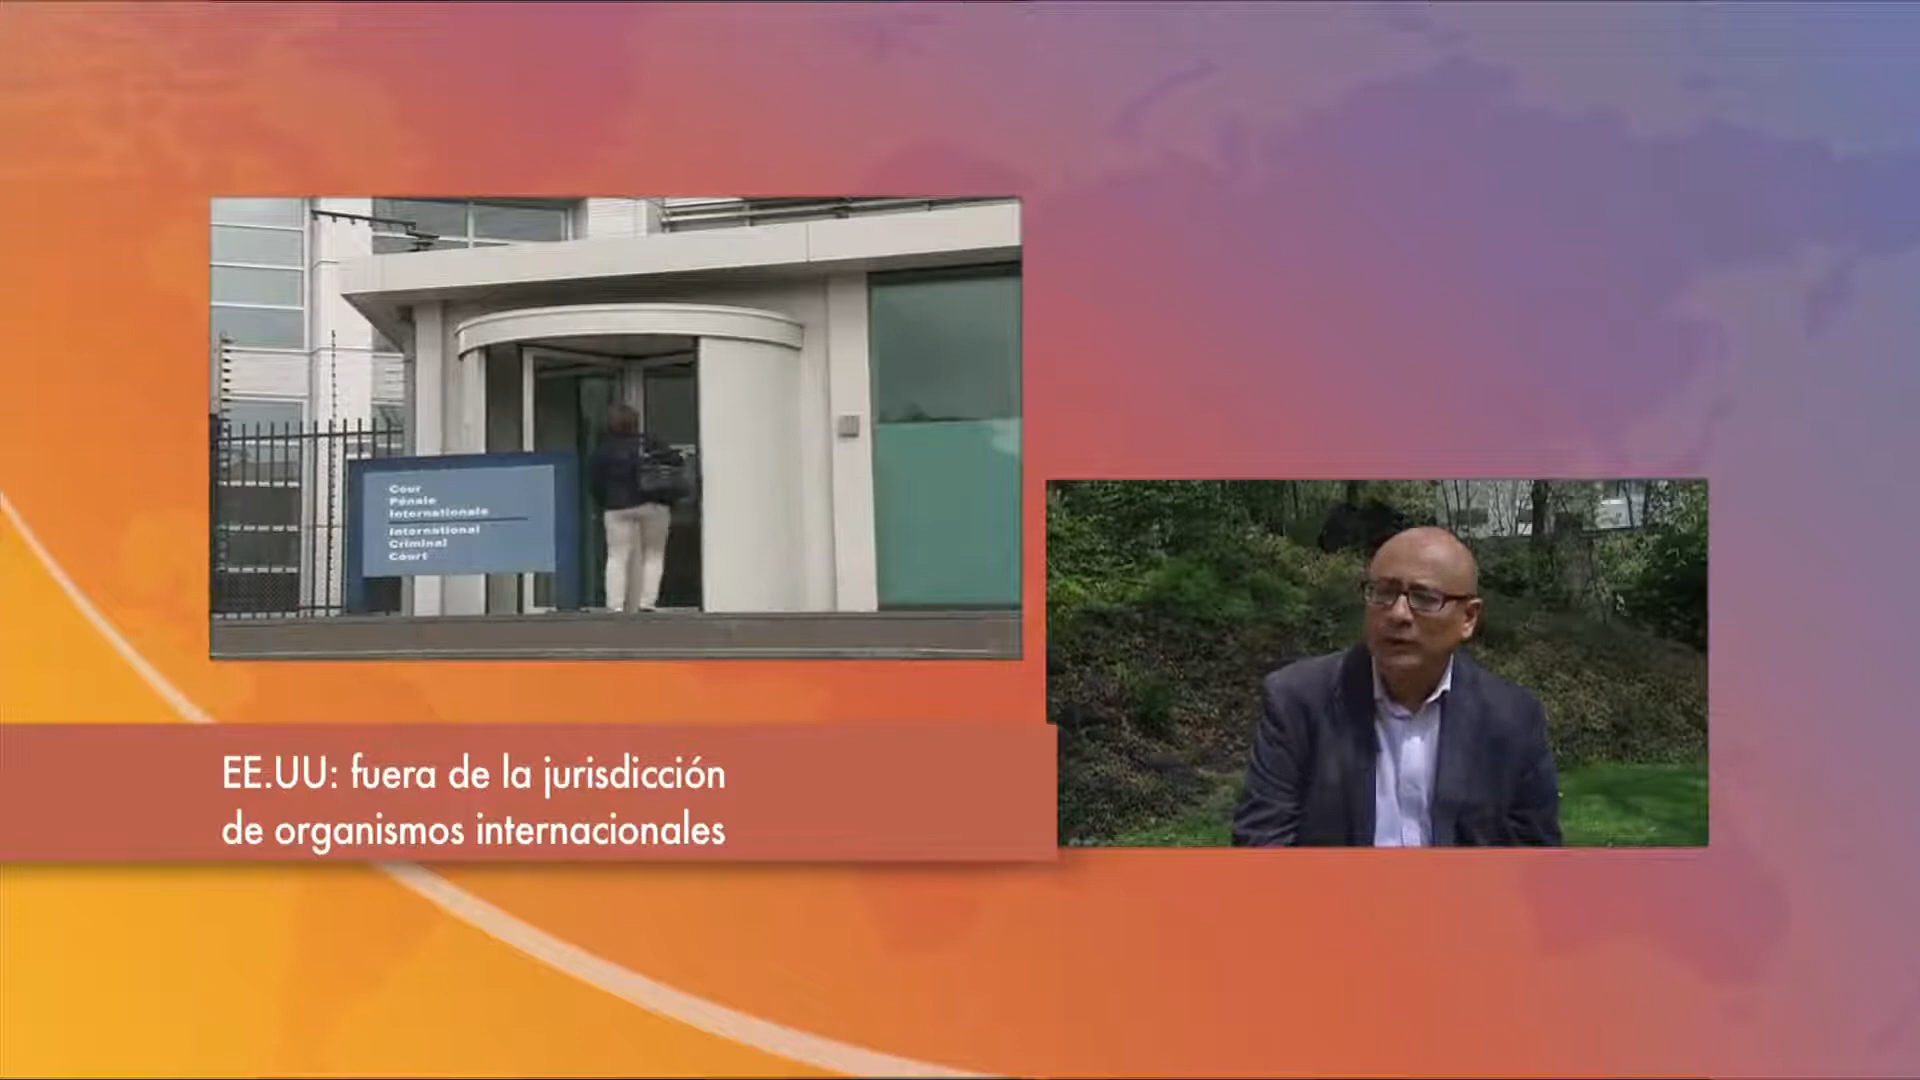 Cour
Pénale
Internationale
International
Criminal
Court
EE.UU: fuera de la jurisdicción
de organismos internacionales